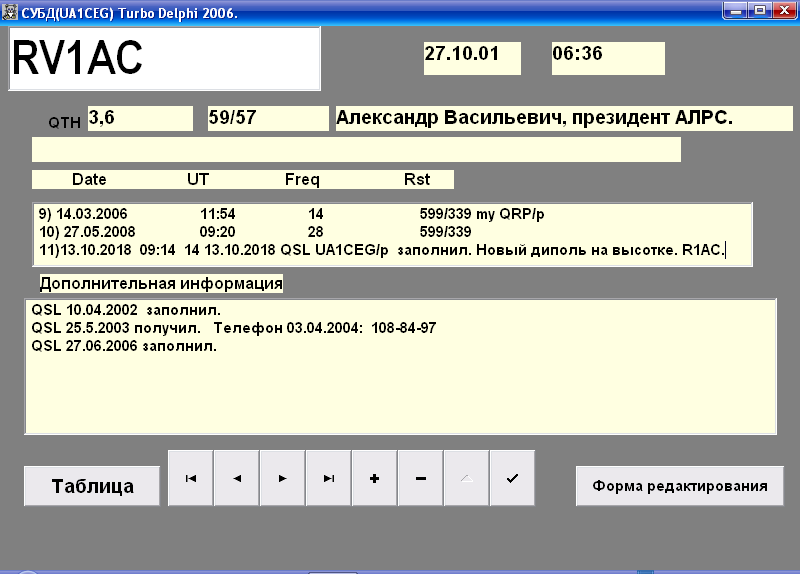 СУБД(UA1CEG) Turbo Delphi 2006.
RV1AC
27.10.01 06:36
QTH 3,6 59/57 Александр Васильевич, президент АЛРС.
Date UT Freq Rst
9) 14.03.2006 11:54 14 599/339 my QRP/p
10) 27.05.2008 09:20 28 599/339
11)13.10.2018 09:14 14 13.10.2018 QSL UA1CEG/p заполнил. Новый диполь на высотке. R1AC.
Дополнительная информация
QSL 10.04.2002 заполнил.
QSL 25.5.2003 получил. Телефон 03.04.2004: 108-84-97
QSL 27.06.2006 заполнил.
Таблица
Форма редактирования